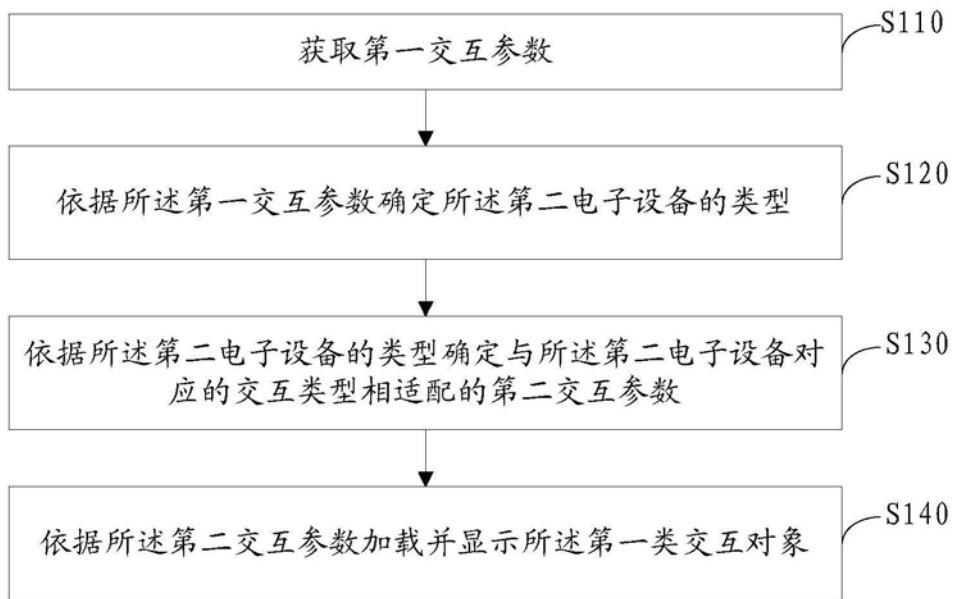 获取第一交互参数
S110
依据所述第一交互参数确定所述第二电子设备的类型
S120
依据所述第二电子设备的类型确定与所述第二电子设备对
应的交互类型相适配的第二交互参数
S130
依据所述第二交互参数加载并显示所述第一类交互对象
S140